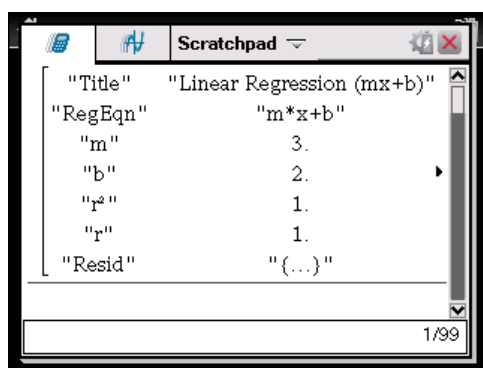 Scratchpad
"Title" "Linear Regression (mx+b)"
"RegEqn" "m*x+b"
"m" 3.
"b" 2.
"r²" 1.
"r" 1.
"Resid" "{...}"
1/99